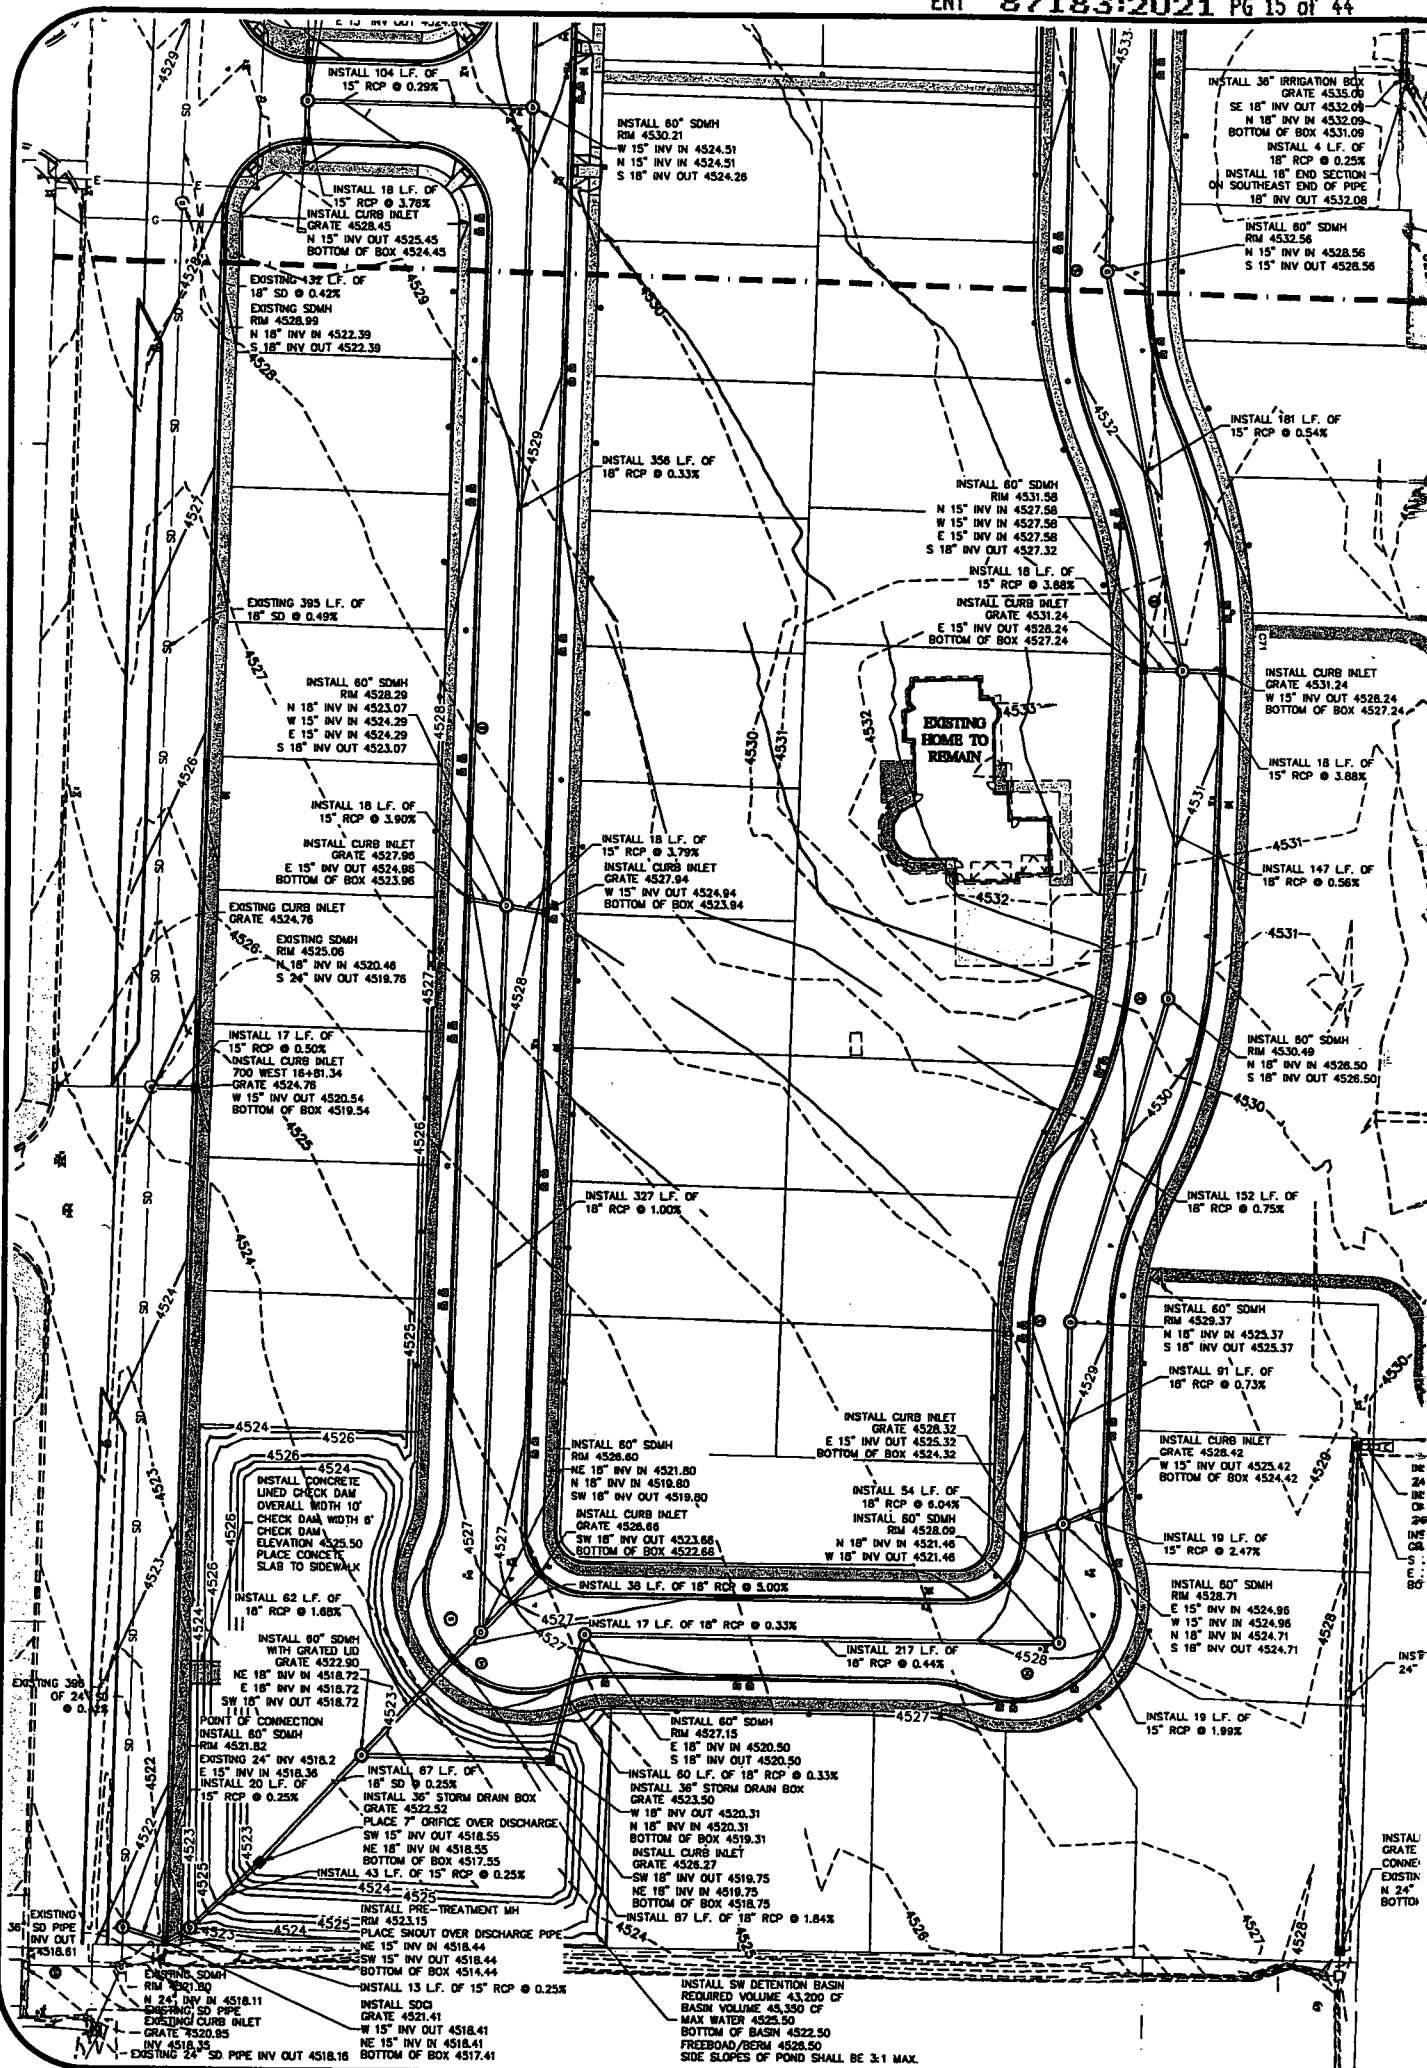 ENT 87183:2021 PG 15 of 44
INSTALL 104 L.F. OF
15" RCP @ 0.29%
INSTALL 60" SDMH
RIM 4530.21
W 15" INV IN 4524.51
N 15" INV IN 4524.51
S 18" INV OUT 4524.26
INSTALL 36" IRRIGATION BOX
GRATE 4535.09
SE 18" INV OUT 4532.09
N 18" INV IN 4532.09
BOTTOM OF BOX 4531.09
INSTALL 4 L.F. OF
18" RCP @ 0.25%
INSTALL 18" END SECTION
ON SOUTHEAST END OF PIPE
18" INV OUT 4532.08
INSTALL 18 L.F. OF
15" RCP @ 3.78%
INSTALL CURB INLET
GRATE 4528.45
N 15" INV OUT 4525.45
BOTTOM OF BOX 4524.45
INSTALL 60" SDMH
RIM 4532.56
N 15" INV IN 4528.56
S 15" INV OUT 4528.56
EXISTING 432 L.F. OF
18" SD @ 0.42%
EXISTING SDMH
RIM 4528.99
N 18" INV IN 4522.39
S 18" INV OUT 4522.39
INSTALL 181 L.F. OF
15" RCP @ 0.54%
INSTALL 356 L.F. OF
18" RCP @ 0.33%
INSTALL 60" SDMH
RIM 4531.58
N 15" INV IN 4527.58
W 15" INV IN 4527.58
E 15" INV IN 4527.58
S 18" INV OUT 4527.32
INSTALL 18 L.F. OF
15" RCP @ 3.88%
INSTALL CURB INLET
GRATE 4531.24
E 15" INV OUT 4528.24
BOTTOM OF BOX 4527.24
EXISTING 395 L.F. OF
18" SD @ 0.49%
INSTALL CURB INLET
GRATE 4531.24
W 15" INV OUT 4528.24
BOTTOM OF BOX 4527.24
INSTALL 60" SDMH
RIM 4528.29
N 18" INV IN 4523.07
W 15" INV IN 4524.29
E 15" INV IN 4524.29
S 18" INV OUT 4523.07
EXISTING
HOME TO
REMAIN
INSTALL 18 L.F. OF
15" RCP @ 3.88%
INSTALL 18 L.F. OF
15" RCP @ 3.90%
INSTALL CURB INLET
GRATE 4527.96
E 15" INV OUT 4524.96
BOTTOM OF BOX 4523.96
INSTALL 18 L.F. OF
15" RCP @ 3.79%
INSTALL CURB INLET
GRATE 4527.94
W 15" INV OUT 4524.94
BOTTOM OF BOX 4523.94
INSTALL 147 L.F. OF
18" RCP @ 0.56%
EXISTING CURB INLET
GRATE 4524.76
EXISTING SDMH
RIM 4525.06
N 18" INV IN 4520.46
S 24" INV OUT 4519.76
INSTALL 17 L.F. OF
15" RCP @ 0.50%
INSTALL CURB INLET
700 WEST 16+81.34
GRATE 4524.76
W 15" INV OUT 4520.54
BOTTOM OF BOX 4519.54
INSTALL 60" SDMH
RIM 4530.49
N 18" INV IN 4526.50
S 18" INV OUT 4526.50
INSTALL 327 L.F. OF
18" RCP @ 1.00%
INSTALL 152 L.F. OF
18" RCP @ 0.75%
INSTALL 60" SDMH
RIM 4529.37
N 18" INV IN 4525.37
S 18" INV OUT 4525.37
INSTALL 91 L.F. OF
18" RCP @ 0.73%
INSTALL CURB INLET
GRATE 4528.32
E 15" INV OUT 4525.32
BOTTOM OF BOX 4524.32
INSTALL CURB INLET
GRATE 4528.42
W 15" INV OUT 4525.42
BOTTOM OF BOX 4524.42
INSTALL 60" SDMH
RIM 4526.60
NE 18" INV IN 4521.80
N 18" INV IN 4519.80
SW 18" INV OUT 4519.80
INSTALL CURB INLET
GRATE 4526.66
SW 18" INV OUT 4523.66
BOTTOM OF BOX 4522.66
INSTALL CONCRETE
LINED CHECK DAM
OVERALL WIDTH 10'
CHECK DAM WIDTH 6'
CHECK DAM
ELEVATION 4525.50
PLACE CONCRETE
SLAB TO SIDEWALK
INSTALL 54 L.F. OF
18" RCP @ 6.04%
INSTALL 60" SDMH
RIM 4528.09
N 18" INV IN 4521.46
W 18" INV OUT 4521.46
INSTALL 19 L.F. OF
15" RCP @ 2.47%
INSTALL 60" SDMH
RIM 4528.71
E 15" INV IN 4524.96
W 15" INV IN 4524.96
N 18" INV IN 4524.71
S 18" INV OUT 4524.71
INSTALL 38 L.F. OF 18" RCP @ 5.00%
INSTALL 62 L.F. OF
18" RCP @ 1.68%
INSTALL 17 L.F. OF 18" RCP @ 0.33%
INSTALL 217 L.F. OF
18" RCP @ 0.44%
INSTALL 60" SDMH
WITH GRATED LID
GRATE 4522.90
NE 18" INV IN 4518.72
E 18" INV IN 4518.72
SW 18" INV OUT 4518.72
INSTALL 19 L.F. OF
15" RCP @ 1.99%
POINT OF CONNECTION
INSTALL 60" SDMH
RIM 4521.82
EXISTING 24" INV 4518.2
E 15" INV IN 4518.36
INSTALL 20 L.F. OF
15" RCP @ 0.25%
INSTALL 60" SDMH
RIM 4527.15
E 18" INV IN 4520.50
S 18" INV OUT 4520.50
INSTALL 60 L.F. OF 18" RCP @ 0.33%
INSTALL 36" STORM DRAIN BOX
GRATE 4523.50
W 18" INV OUT 4520.31
N 18" INV IN 4520.31
BOTTOM OF BOX 4519.31
INSTALL CURB INLET
GRATE 4526.27
SW 18" INV OUT 4519.75
NE 18" INV IN 4519.75
BOTTOM OF BOX 4518.75
INSTALL 87 L.F. OF 18" RCP @ 1.84%
INSTALL 67 L.F. OF
18" SD @ 0.25%
INSTALL 36" STORM DRAIN BOX
GRATE 4522.52
PLACE 7" ORIFICE OVER DISCHARGE
SW 15" INV OUT 4518.55
NE 18" INV IN 4518.55
BOTTOM OF BOX 4517.55
INSTALL 43 L.F. OF 15" RCP @ 0.25%
INSTALL PRE-TREATMENT MH
RIM 4523.15
PLACE SNOUT OVER DISCHARGE PIPE
NE 15" INV IN 4518.44
SW 15" INV OUT 4518.44
BOTTOM OF BOX 4514.44
INSTALL 13 L.F. OF 15" RCP @ 0.25%
INSTALL SDCI
GRATE 4521.41
W 15" INV OUT 4518.41
NE 15" INV IN 4518.41
BOTTOM OF BOX 4517.41
EXISTING
SD PIPE
INV OUT
4518.61
EXISTING SDMH
RIM 4521.80
N 24" INV IN 4518.11
EXISTING SD PIPE
EXISTING CURB INLET
GRATE 4520.95
INV 4518.35
EXISTING 24" SD PIPE INV OUT 4518.16
INSTALL SW DETENTION BASIN
REQUIRED VOLUME 43,200 CF
BASIN VOLUME 45,350 CF
MAX WATER 4525.50
BOTTOM OF BASIN 4522.50
FREEBOAD/BERM 4526.50
SIDE SLOPES OF POND SHALL BE 3:1 MAX.